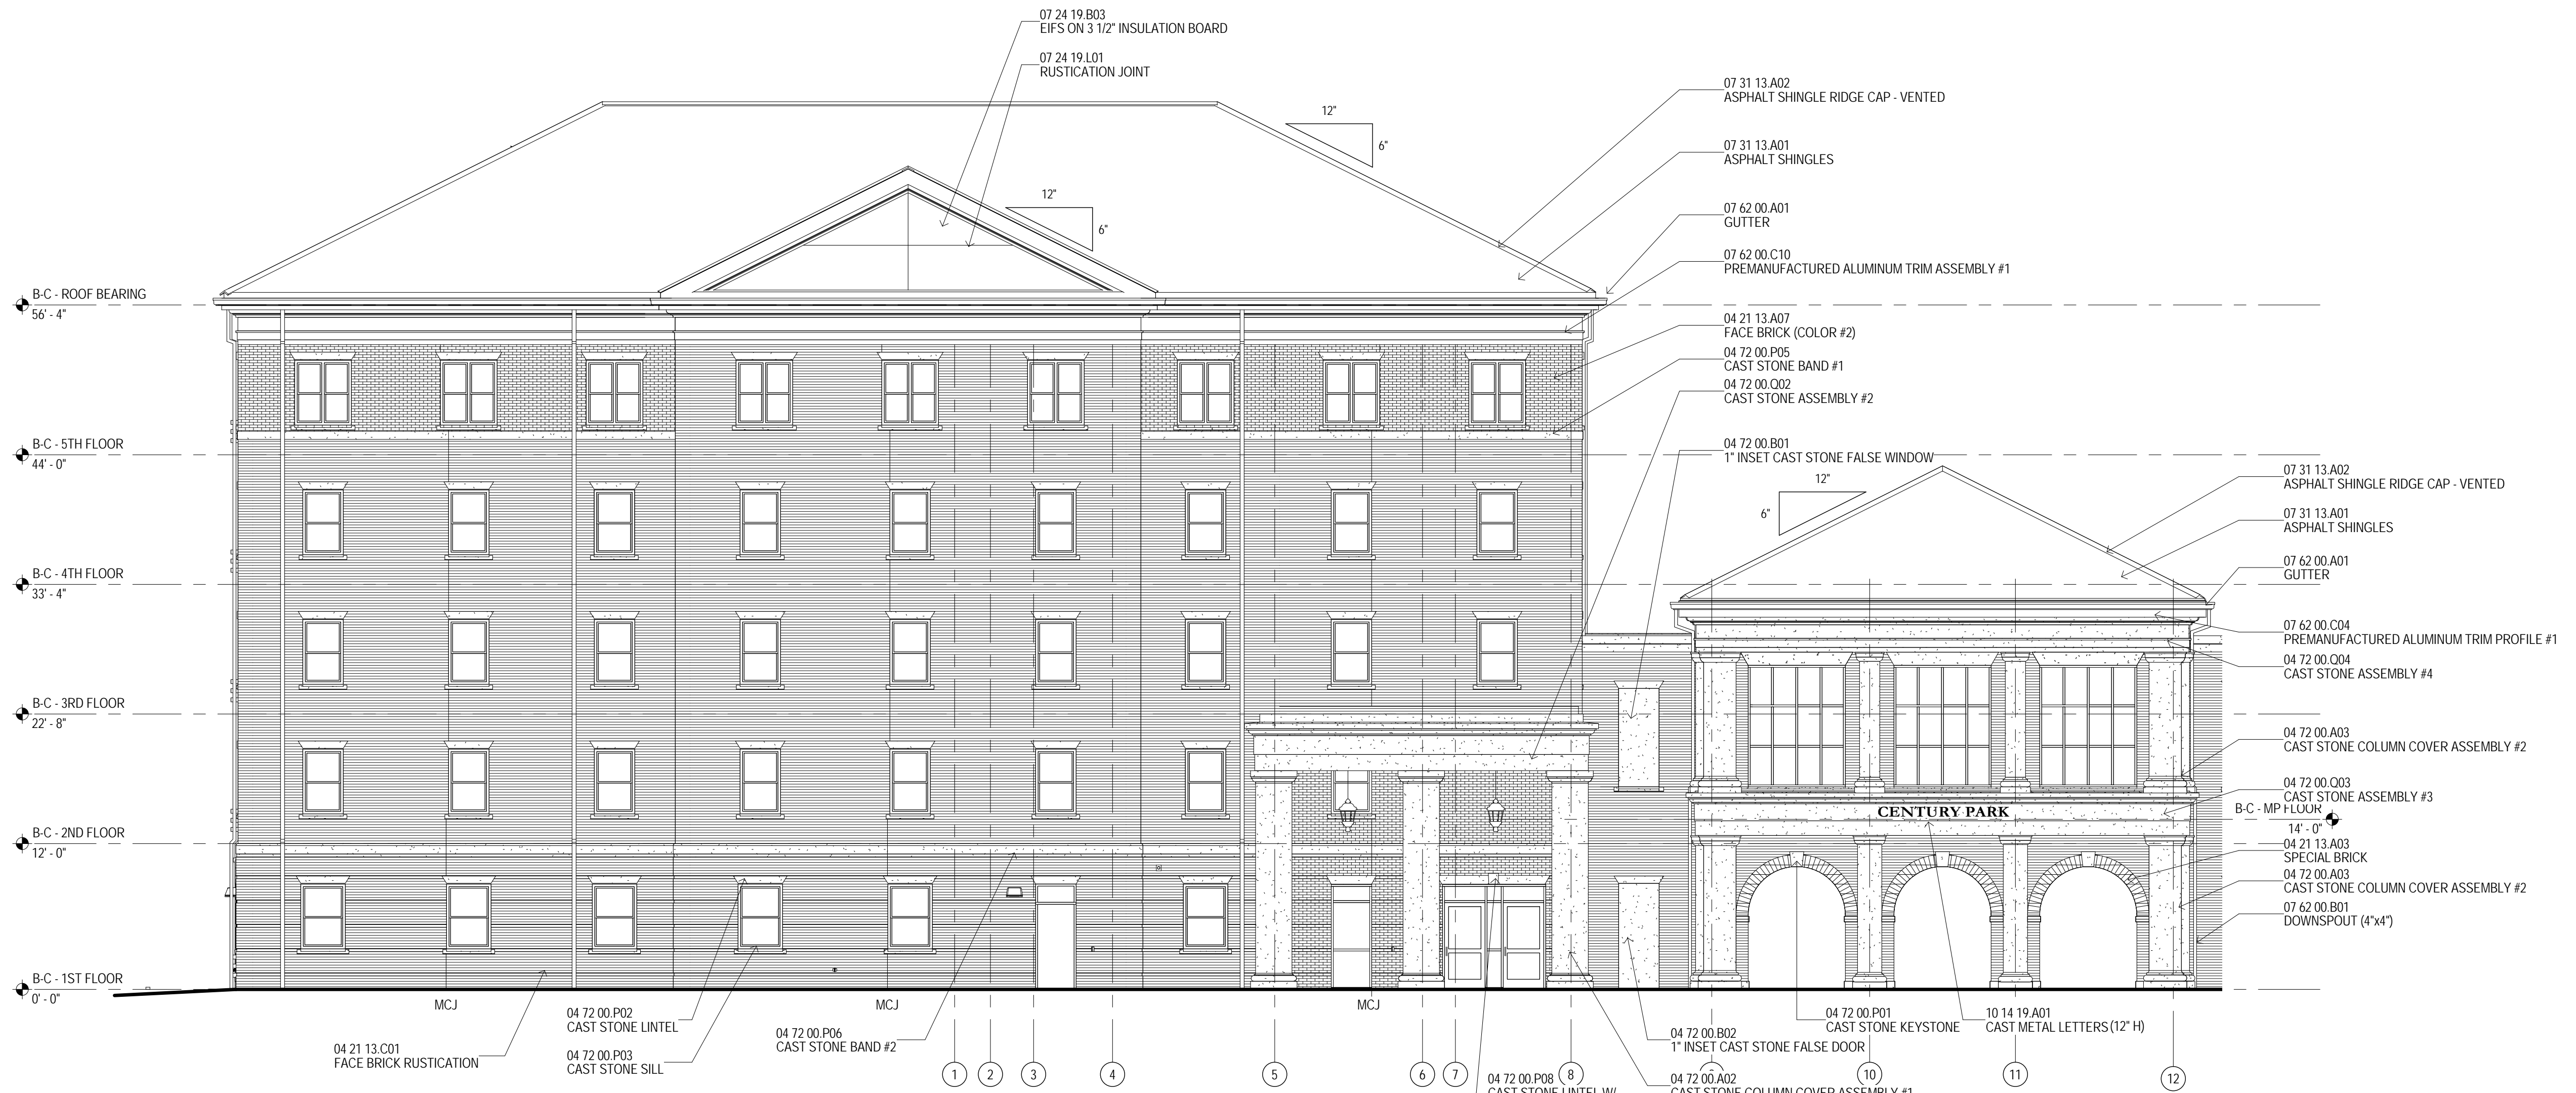 07 24 19.B03
EIFS ON 3 1/2" INSULATION BOARD
07 24 19.L01
RUSTICATION JOINT
07 31 13.A02
ASPHALT SHINGLE RIDGE CAP - VENTED
12"
6"
07 31 13.A01
ASPHALT SHINGLES
12"
6"
07 62 00.A01
GUTTER
07 62 00.C10
PREMANUFACTURED ALUMINUM TRIM ASSEMBLY #1
B-C - ROOF BEARING
56' - 4"
04 21 13.A07
FACE BRICK (COLOR #2)
04 72 00.P05
CAST STONE BAND #1
04 72 00.Q02
CAST STONE ASSEMBLY #2
B-C - 5TH FLOOR
44' - 0"
04 72 00.B01
1" INSET CAST STONE FALSE WINDOW
12"
6"
07 31 13.A02
ASPHALT SHINGLE RIDGE CAP - VENTED
07 31 13.A01
ASPHALT SHINGLES
07 62 00.A01
GUTTER
B-C - 4TH FLOOR
33' - 4"
07 62 00.C04
PREMANUFACTURED ALUMINUM TRIM PROFILE #1
04 72 00.Q04
CAST STONE ASSEMBLY #4
B-C - 3RD FLOOR
22' - 8"
04 72 00.A03
CAST STONE COLUMN COVER ASSEMBLY #2
04 72 00.Q03
CAST STONE ASSEMBLY #3
CENTURY PARK
B-C - MP FLOOR
14' - 0"
B-C - 2ND FLOOR
12' - 0"
04 21 13.A03
SPECIAL BRICK
04 72 00.A03
CAST STONE COLUMN COVER ASSEMBLY #2
07 62 00.B01
DOWNSPOUT (4"x4")
B-C - 1ST FLOOR
0' - 0"
MCJ
MCJ
MCJ
04 72 00.P02
CAST STONE LINTEL
04 72 00.P06
CAST STONE BAND #2
04 72 00.P01
CAST STONE KEYSTONE
10 14 19.A01
CAST METAL LETTERS (12" H)
04 21 13.C01
FACE BRICK RUSTICATION
04 72 00.P03
CAST STONE SILL
04 72 00.B02
1" INSET CAST STONE FALSE DOOR
1
2
3
4
5
6
7
8
10
11
12
04 72 00.P08
CAST STONE LINTEL W/
04 72 00.A02
CAST STONE COLUMN COVER ASSEMBLY #1